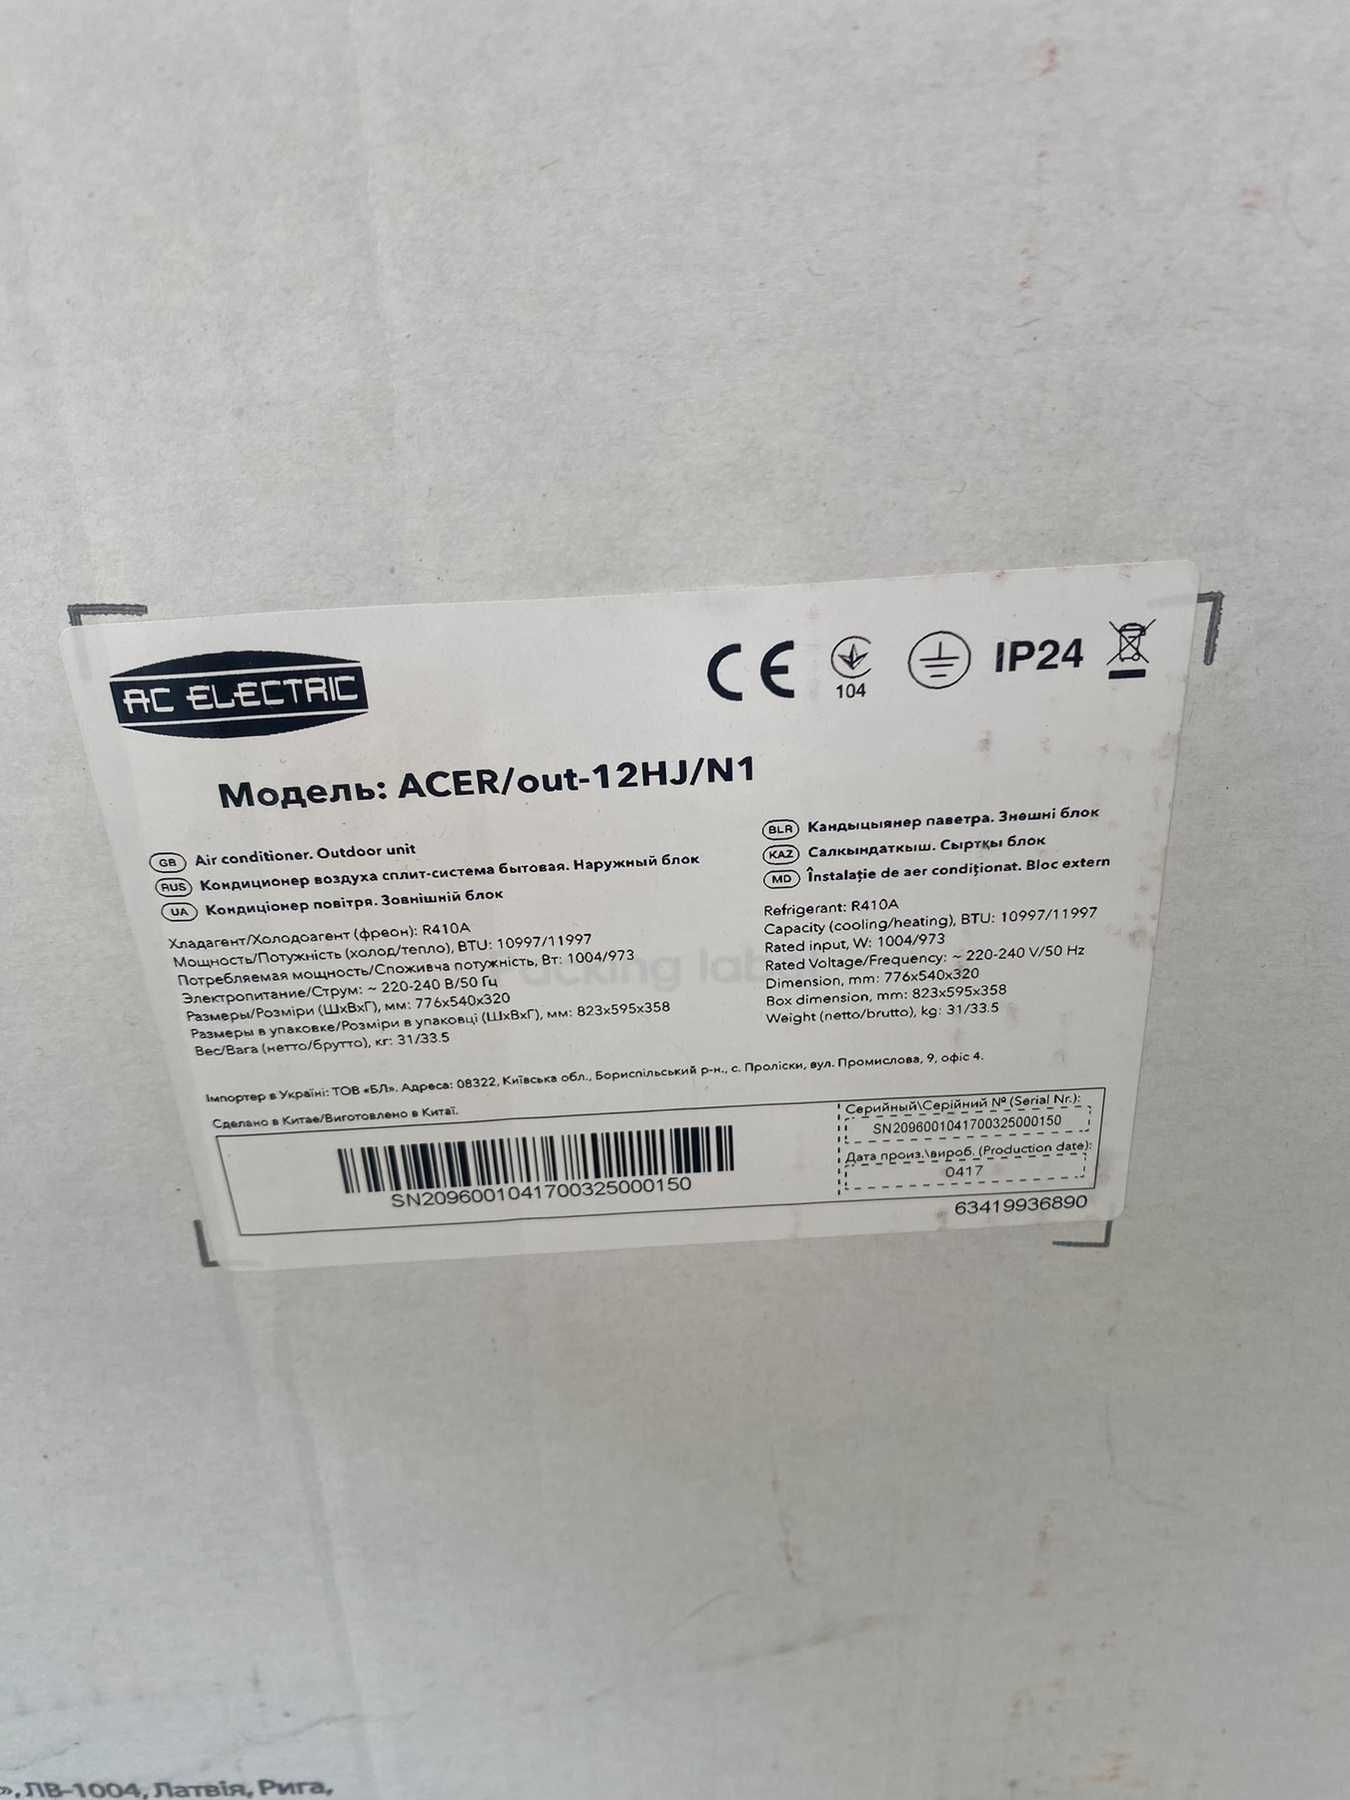 AC ELECTRIC
CE
104
IP24
Модель: ACER/out-12HJ/N1
GB Air conditioner. Outdoor unit
RUS Кондиционер воздуха сплит-система бытовая. Наружный блок
UA Кондиціонер повітря. Зовнішній блок
Хладагент/Холодоагент (фреон): R410A
Мощность/Потужність (холод/тепло), BTU: 10997/11997
Потребляемая мощность/Споживча потужність, Вт: 1004/973
Электропитание/Струм: ~ 220-240 В/50 Гц
Размеры/Розміри (ШхВхГ), мм: 776x540x320
Размеры в упаковке/Розміри в упаковці (ШхВхГ), мм: 823x595x358
Вес/Вага (нетто/брутто), кг: 31/33.5
BLR Кандыцыянер паветра. Знешні блок
KAZ Салкындаткыш. Сыртқы блок
MD Instalație de aer condiționat. Bloc extern
Refrigerant: R410A
Capacity (cooling/heating), BTU: 10997/11997
Rated input, W: 1004/973
Rated Voltage/Frequency: ~ 220-240 V/50 Hz
Dimension, mm: 776x540x320
Box dimension, mm: 823x595x358
Weight (netto/brutto), kg: 31/33.5
Імпортер в Україні: ТОВ «БЛ». Адреса: 08322, Київська обл., Бориспільський р-н., с. Проліски, вул. Промислова, 9, офіс 4.
Сделано в Китае/Виготовлено в Китаї.
SN2096001041700325000150
Серийный\Серійний № (Serial Nr.):
SN2096001041700325000150
Дата произ.\вироб. (Production date):
0417
63419936890
», ЛВ-1004, Латвія, Рига,